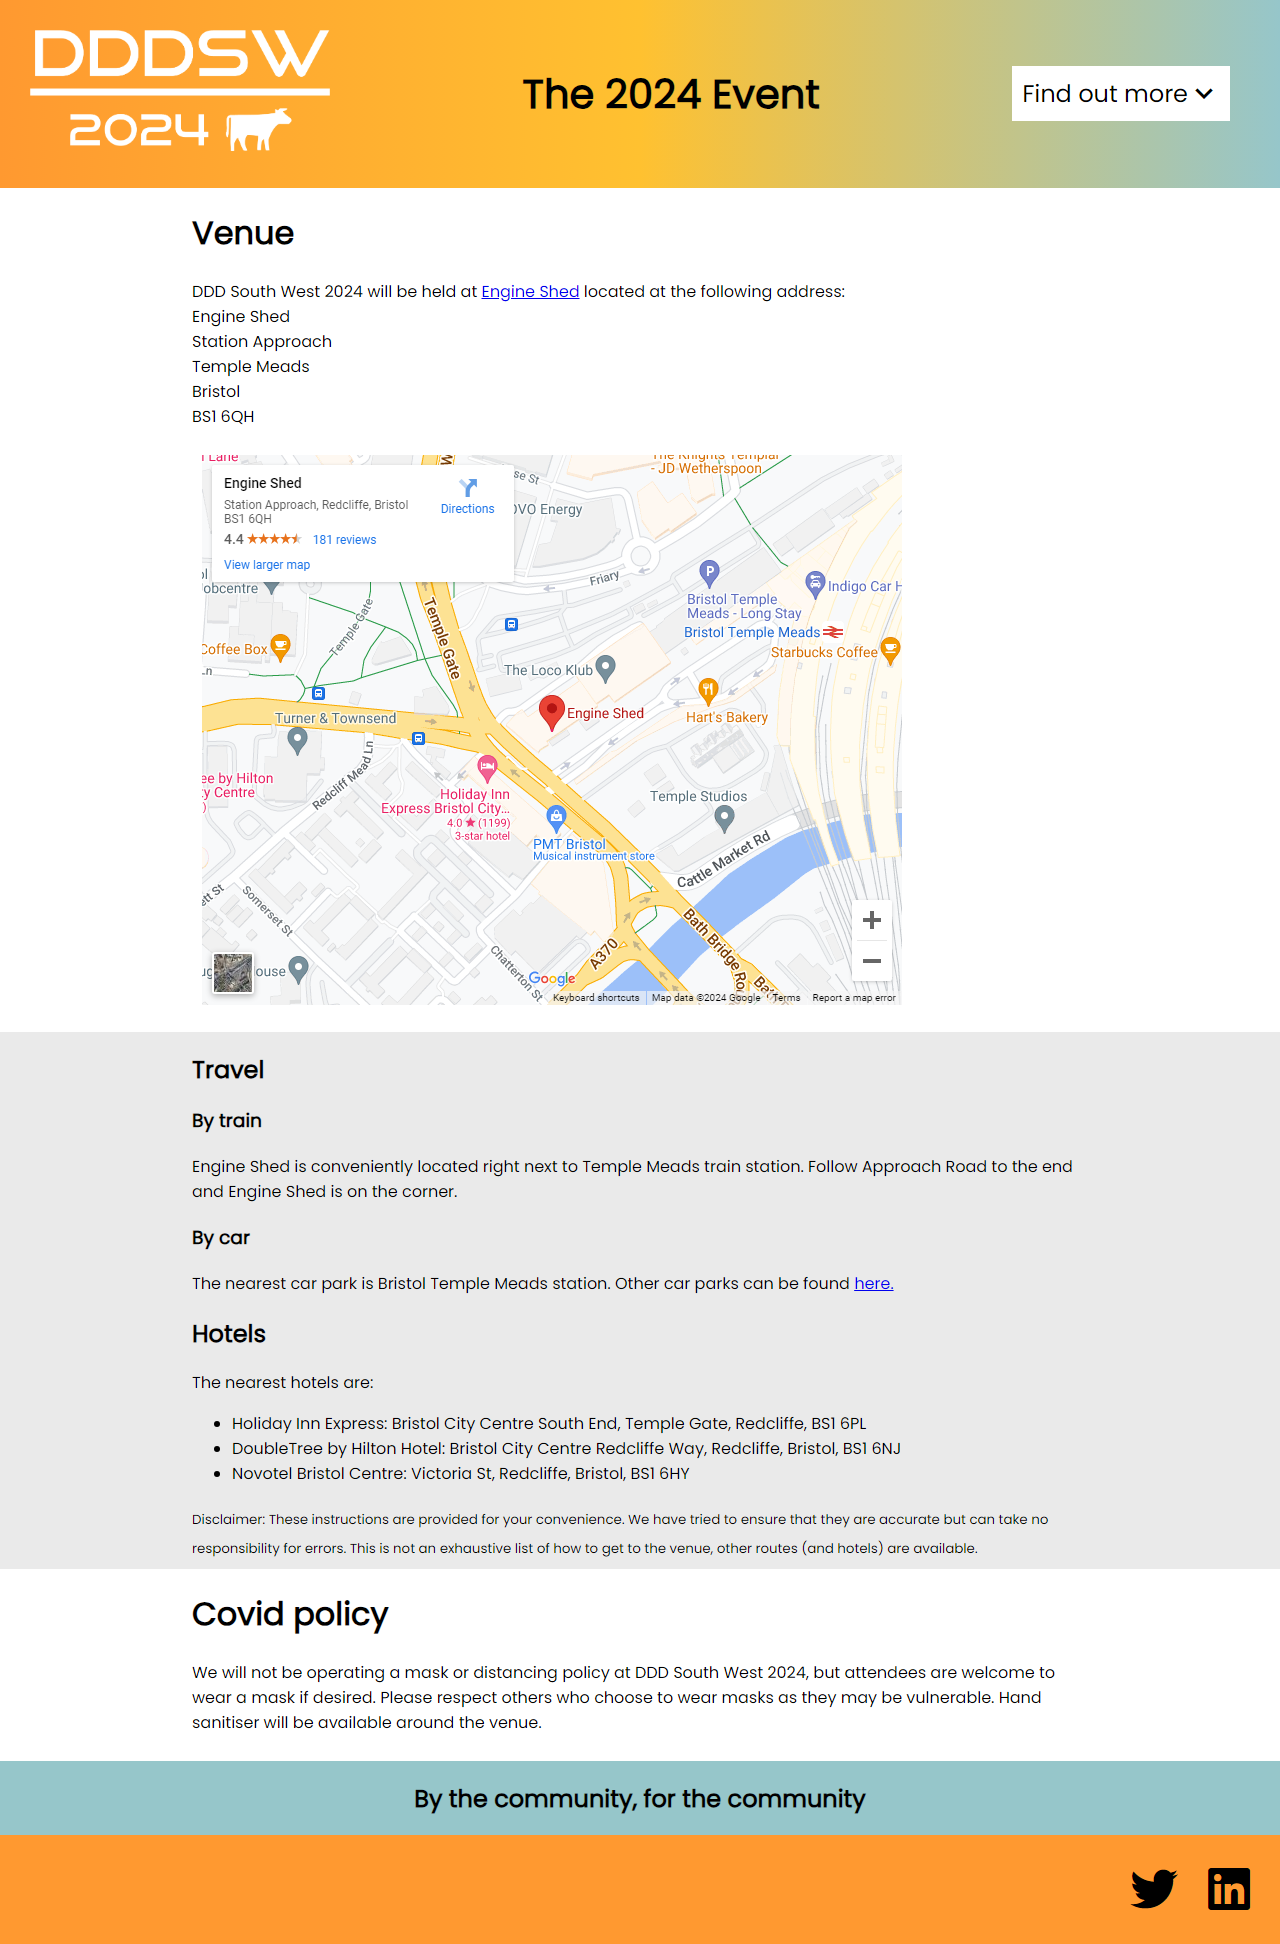 DDDSW
2024
The 2024 Event
Find out more
Venue
DDD South West 2024 will be held at Engine Shed located at the following address:
Engine Shed
Station Approach
Temple Meads
Bristol
BS1 6QH
Lane
The Knights Templar
- JD Wetherspoon
Engine Shed
Station Approach, Redcliffe, Bristol
BS1 6QH
4.4 181 reviews
View larger map
Directions
se St
OVO Energy
Friary
P
Bristol Temple
Meads - Long Stay
Indigo Car H
Bristol Temple Meads
Starbucks Coffee
obcentre
Temple Gate
Temple Gate
Coffee Box
The Loco Klub
Ln
Turner & Townsend
Engine Shed
Hart's Bakery
Redcliff Mead Ln
ee by Hilton
y Centre
Holiday Inn
Express Bristol City...
4.0 ★ (1199)
3-star hotel
Temple Studios
PMT Bristol
Musical instrument store
Cattle Market Rd
ett St
Somerset St
Chatterton St
A370
Bath Bridge Ro
Bat
ouse
Google
Keyboard shortcuts Map data ©2024 Google Terms Report a map error
Travel
By train
Engine Shed is conveniently located right next to Temple Meads train station. Follow Approach Road to the end
and Engine Shed is on the corner.
By car
The nearest car park is Bristol Temple Meads station. Other car parks can be found here.
Hotels
The nearest hotels are:
• Holiday Inn Express: Bristol City Centre South End, Temple Gate, Redcliffe, BS1 6PL
• DoubleTree by Hilton Hotel: Bristol City Centre Redcliffe Way, Redcliffe, Bristol, BS1 6NJ
• Novotel Bristol Centre: Victoria St, Redcliffe, Bristol, BS1 6HY
Disclaimer: These instructions are provided for your convenience. We have tried to ensure that they are accurate but can take no
responsibility for errors. This is not an exhaustive list of how to get to the venue, other routes (and hotels) are available.
Covid policy
We will not be operating a mask or distancing policy at DDD South West 2024, but attendees are welcome to
wear a mask if desired. Please respect others who choose to wear masks as they may be vulnerable. Hand
sanitiser will be available around the venue.
By the community, for the community
in